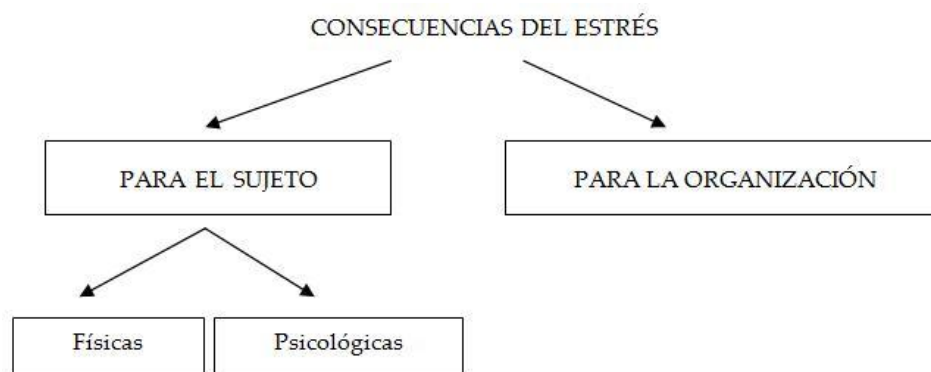 CONSECUENCIAS DEL ESTRÉS
PARA EL SUJETO
PARA LA ORGANIZACIÓN
Físicas
Psicológicas